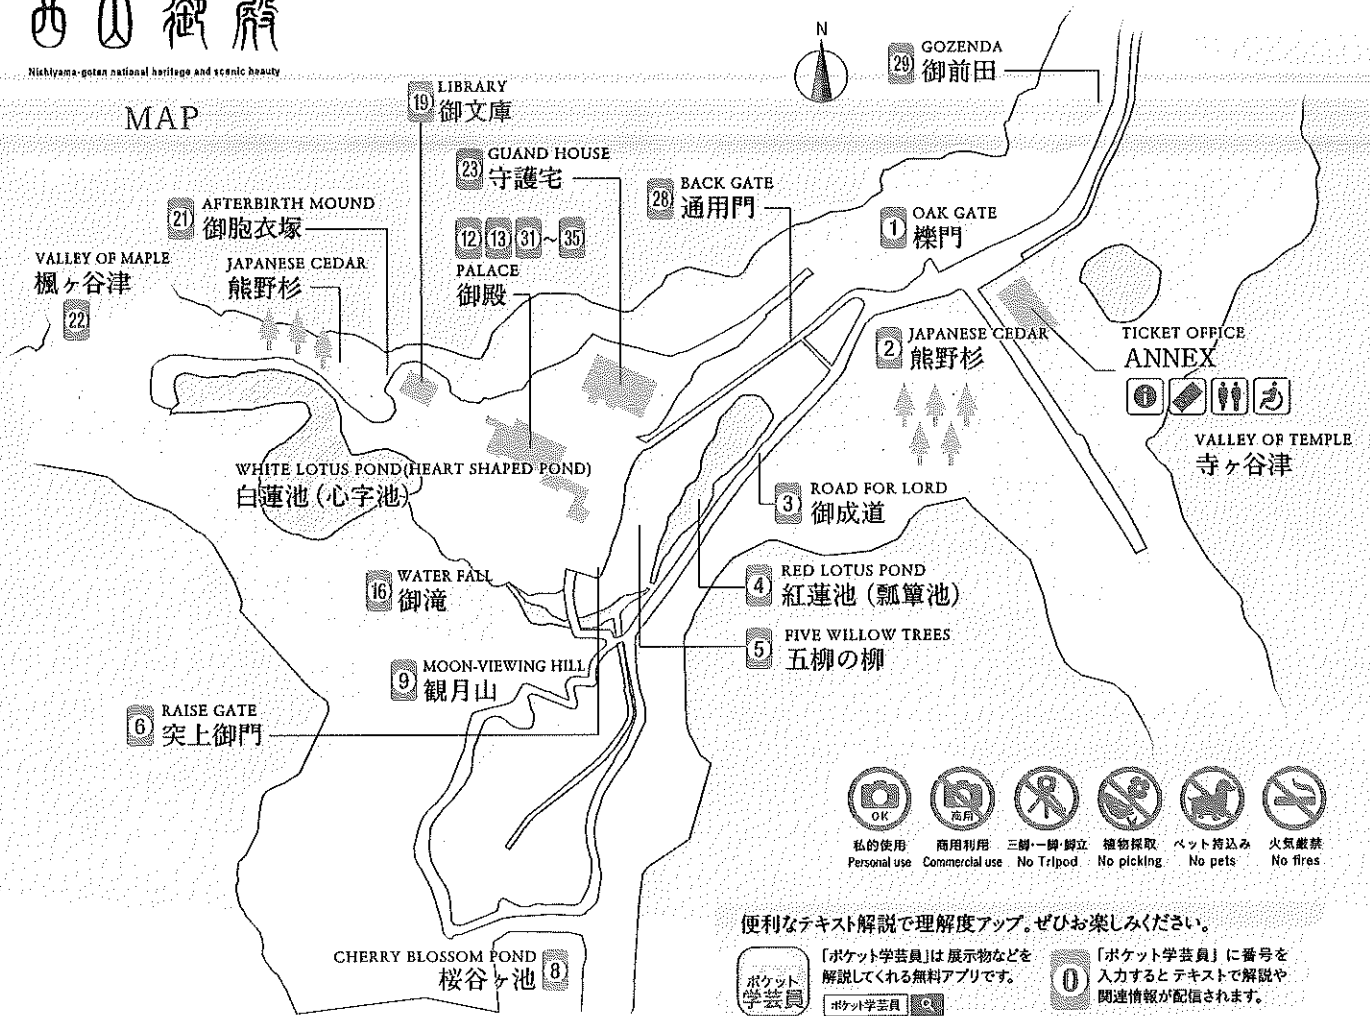 西山御殿
Nishiyama-goten national heritage and scenic beauty
MAP
N
29 GOZENDA
御前田
19 LIBRARY
御文庫
23 GUAND HOUSE
守護宅
28 BACK GATE
通用門
1 OAK GATE
櫟門
21 AFTERBIRTH MOUND
御胞衣塚
12 13 31~35
PALACE
御殿
VALLEY OF MAPLE
楓ヶ谷津
22
JAPANESE CEDAR
熊野杉
2 JAPANESE CEDAR
熊野杉
TICKET OFFICE
ANNEX
VALLEY OF TEMPLE
寺ヶ谷津
WHITE LOTUS POND(HEART SHAPED POND)
白蓮池(心字池)
3 ROAD FOR LORD
御成道
16 WATER FALL
御滝
4 RED LOTUS POND
紅蓮池(瓢箪池)
5 FIVE WILLOW TREES
五柳の柳
9 MOON-VIEWING HILL
観月山
6 RAISE GATE
突上御門
OK
商用
私的使用 商用利用 三脚・一脚・脚立 植物採取 ペット持込み 火気厳禁
Personal use Commercial use No Tripod No picking No pets No fires
CHERRY BLOSSOM POND
桜谷ヶ池 8
便利なテキスト解説で理解度アップ。ぜひお楽しみください。
ポケット
学芸員
「ポケット学芸員」は展示物などを
解説してくれる無料アプリです。
ポケット学芸員
0
「ポケット学芸員」に番号を
入力するとテキストで解説や
関連情報が配信されます。